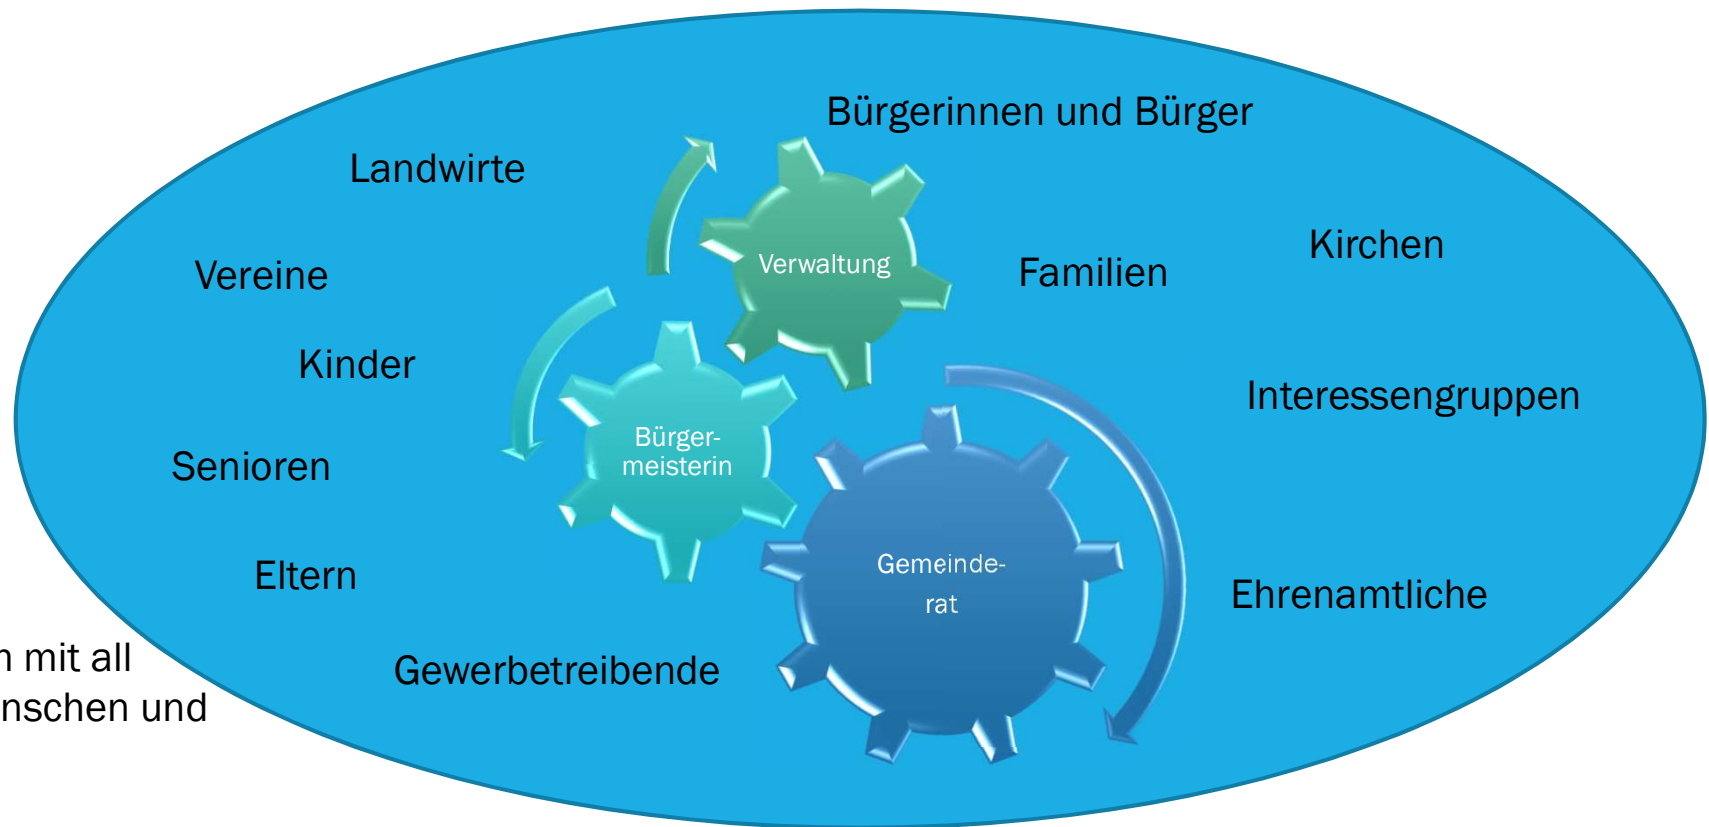 Bürgerinnen und Bürger
Landwirte
Kirchen
Verwaltung
Familien
Vereine
Kinder
Interessengruppen
Bürger-
meisterin
Senioren
Gemeinde-
rat
Eltern
Ehrenamtliche
mit all
Gewerbetreibende
und